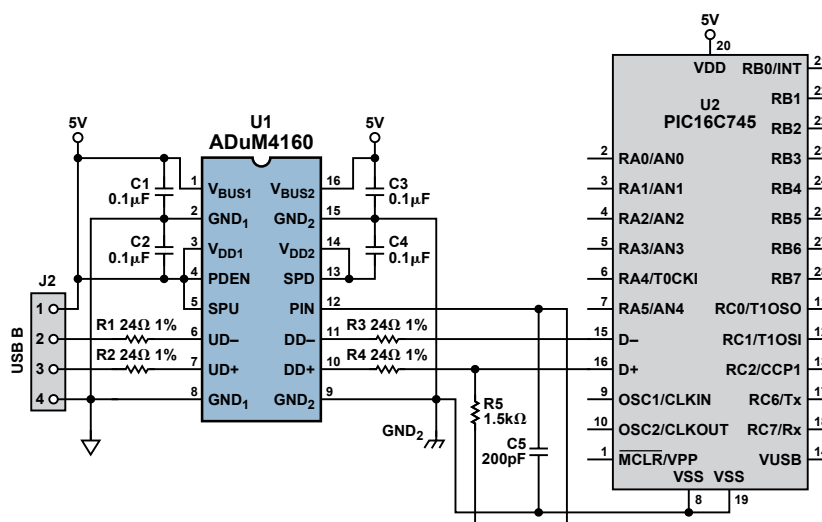 5V
20
VDD
RB0/INT
U2
PIC16C745
RB1
RB2
U1
ADuM4160
5V
5V
2
RA0/AN0
RB3
C1
0.1µF
1
VBUS1
VBUS2
16
C3
0.1µF
3
RA1/AN1
RB4
2
GND1
GND2
15
4
RA2/AN2
RB5
C2
0.1µF
3
VDD1
VDD2
14
C4
0.1µF
5
RA3/AN3
RB6
J2
4
PDEN
SPD
13
6
RA4/T0CKI
RB7
1
5
SPU
PIN
12
7
RA5/AN4
RC0/T1OSO
R1 24Ω 1%
R3 24Ω 1%
2
6
UD–
DD–
11
15
D–
RC1/T1OSI
R2 24Ω 1%
R4 24Ω 1%
3
7
UD+
DD+
10
16
D+
RC2/CCP1
USB B
4
8
GND1
GND2
9
R5
1.5kΩ
9
OSC1/CLKIN
RC6/Tx
GND2
C5
200pF
10
OSC2/CLKOUT
RC7/Rx
1
MCLR/VPP
VUSB
VSS
VSS
8
19